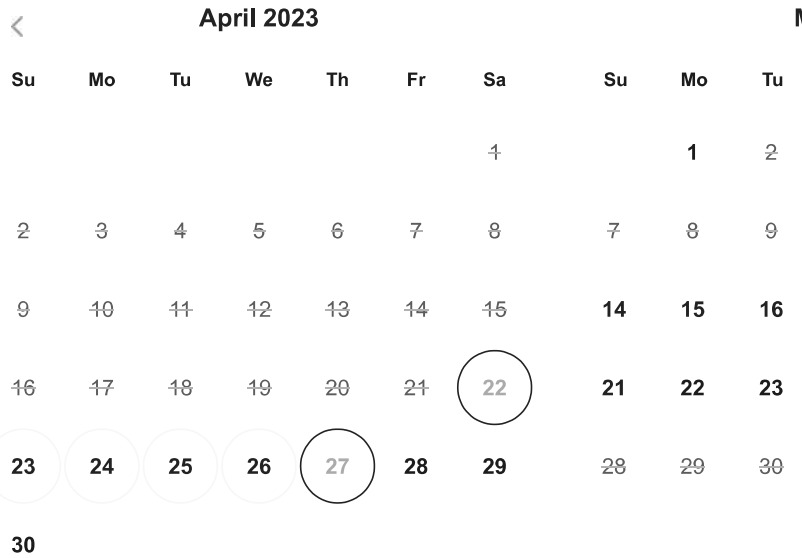 April 2023
Su Mo Tu We Th Fr Sa Su Mo Tu
1 1 2
2 3 4 5 6 7 8 7 8 9
9 10 11 12 13 14 15 14 15 16
16 17 18 19 20 21 22 21 22 23
23 24 25 26 27 28 29 28 29 30
30